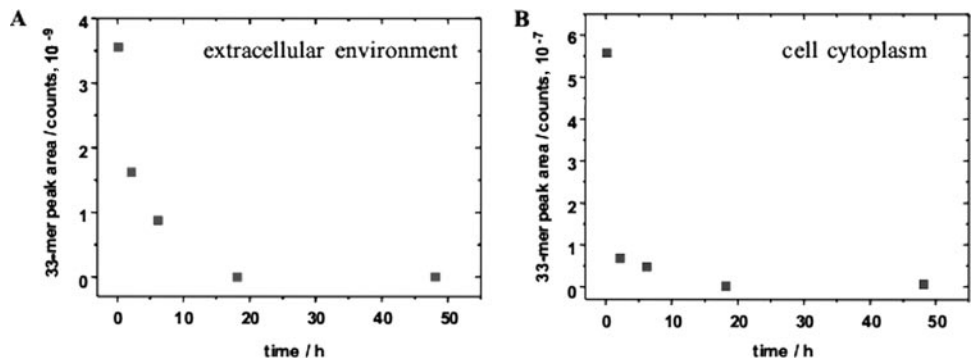 A
extracellular environment
33-mer peak area / counts, 10 -9
4
3
2
1
0
0 10 20 30 40 50
time / h
B
cell cytoplasm
33-mer peak area / counts, 10 -7
6
5
4
3
2
1
0
0 10 20 30 40 50
time / h